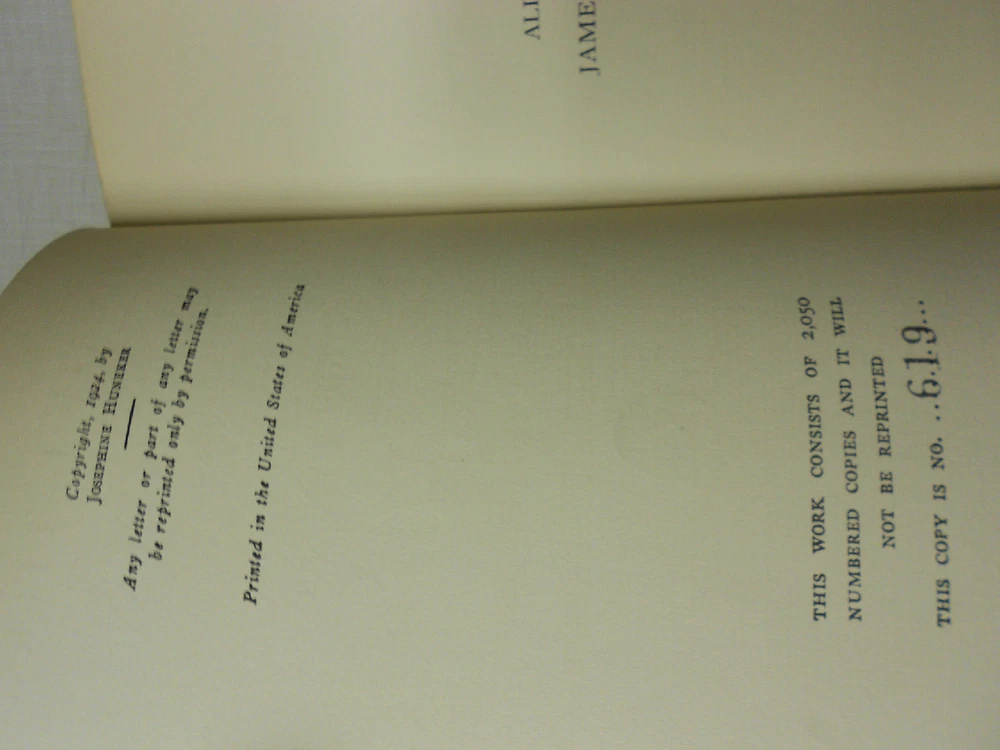 Copyright, 1924, by
JOSEPHINE HUNEKER
Any letter or part of any letter may
be reprinted only by permission.
Printed in the United States of America
THIS WORK CONSISTS OF 2,050
NUMBERED COPIES AND IT WILL
NOT BE REPRINTED
THIS COPY IS NO. ..619...
JAME